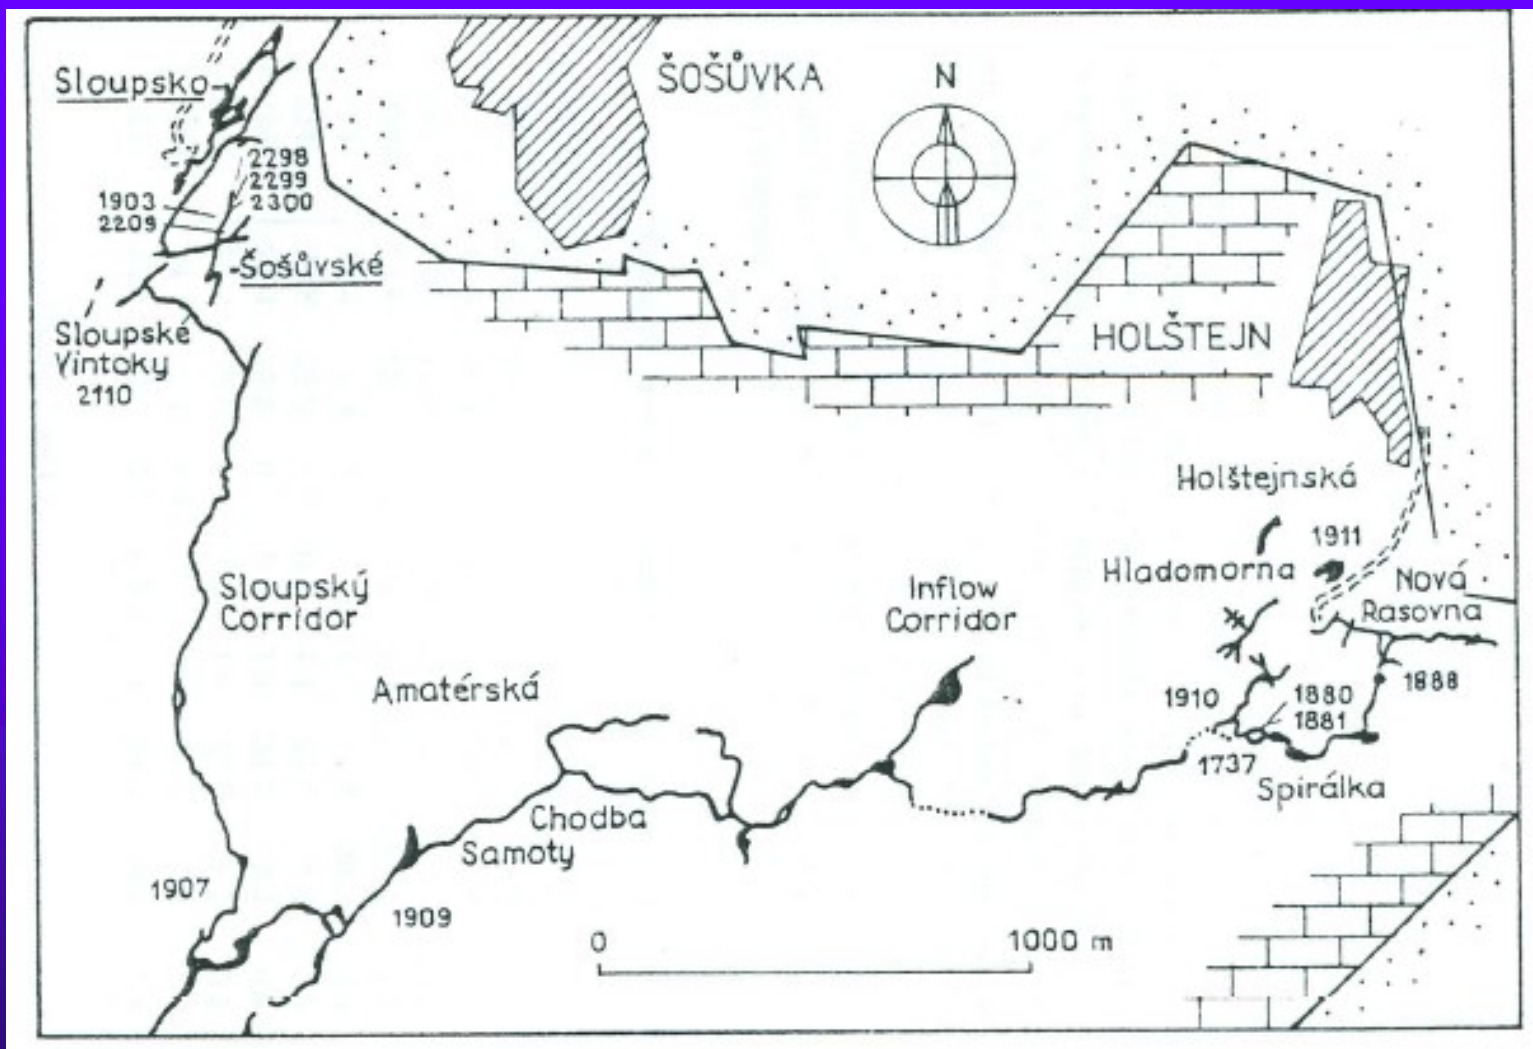 ŠOŠŮVKA
N
Sloupsko
2298
2299
2300
1903
2209
Šošůvské
Sloupské
Vintoky
2110
HOLŠTEJN
Holštejnská
1911
Hladomorna
Nová
Rasovna
Sloupský
Corridor
Inflow
Corridor
Amatérská
1910
1880
1881
1888
1737
Spirálka
Chodba
Samoty
1907
1909
0
1000 m